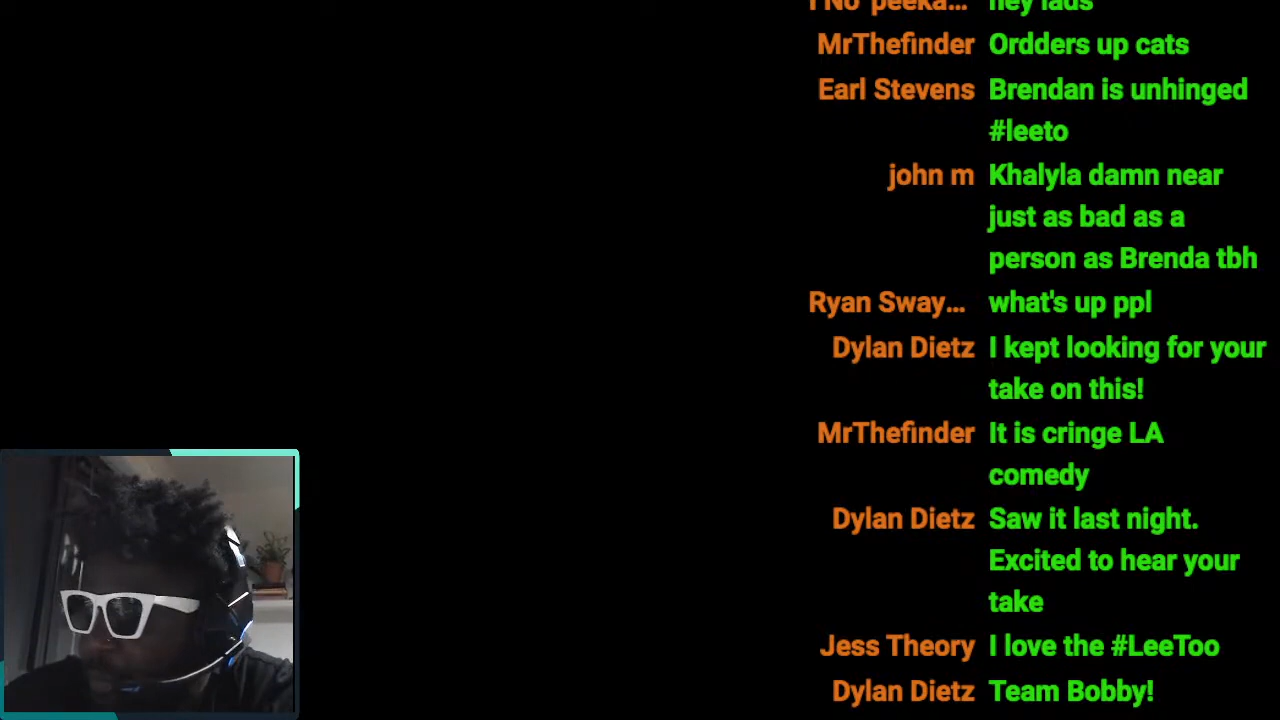 hey lads
MrThefinder Ordders up cats
Earl Stevens Brendan is unhinged
#leeto
john m Khalyla damn near
just as bad as a
person as Brenda tbh
Ryan Sway… what's up ppl
Dylan Dietz I kept looking for your
take on this!
MrThefinder It is cringe LA
comedy
Dylan Dietz Saw it last night.
Excited to hear your
take
Jess Theory I love the #LeeToo
Dylan Dietz Team Bobby!